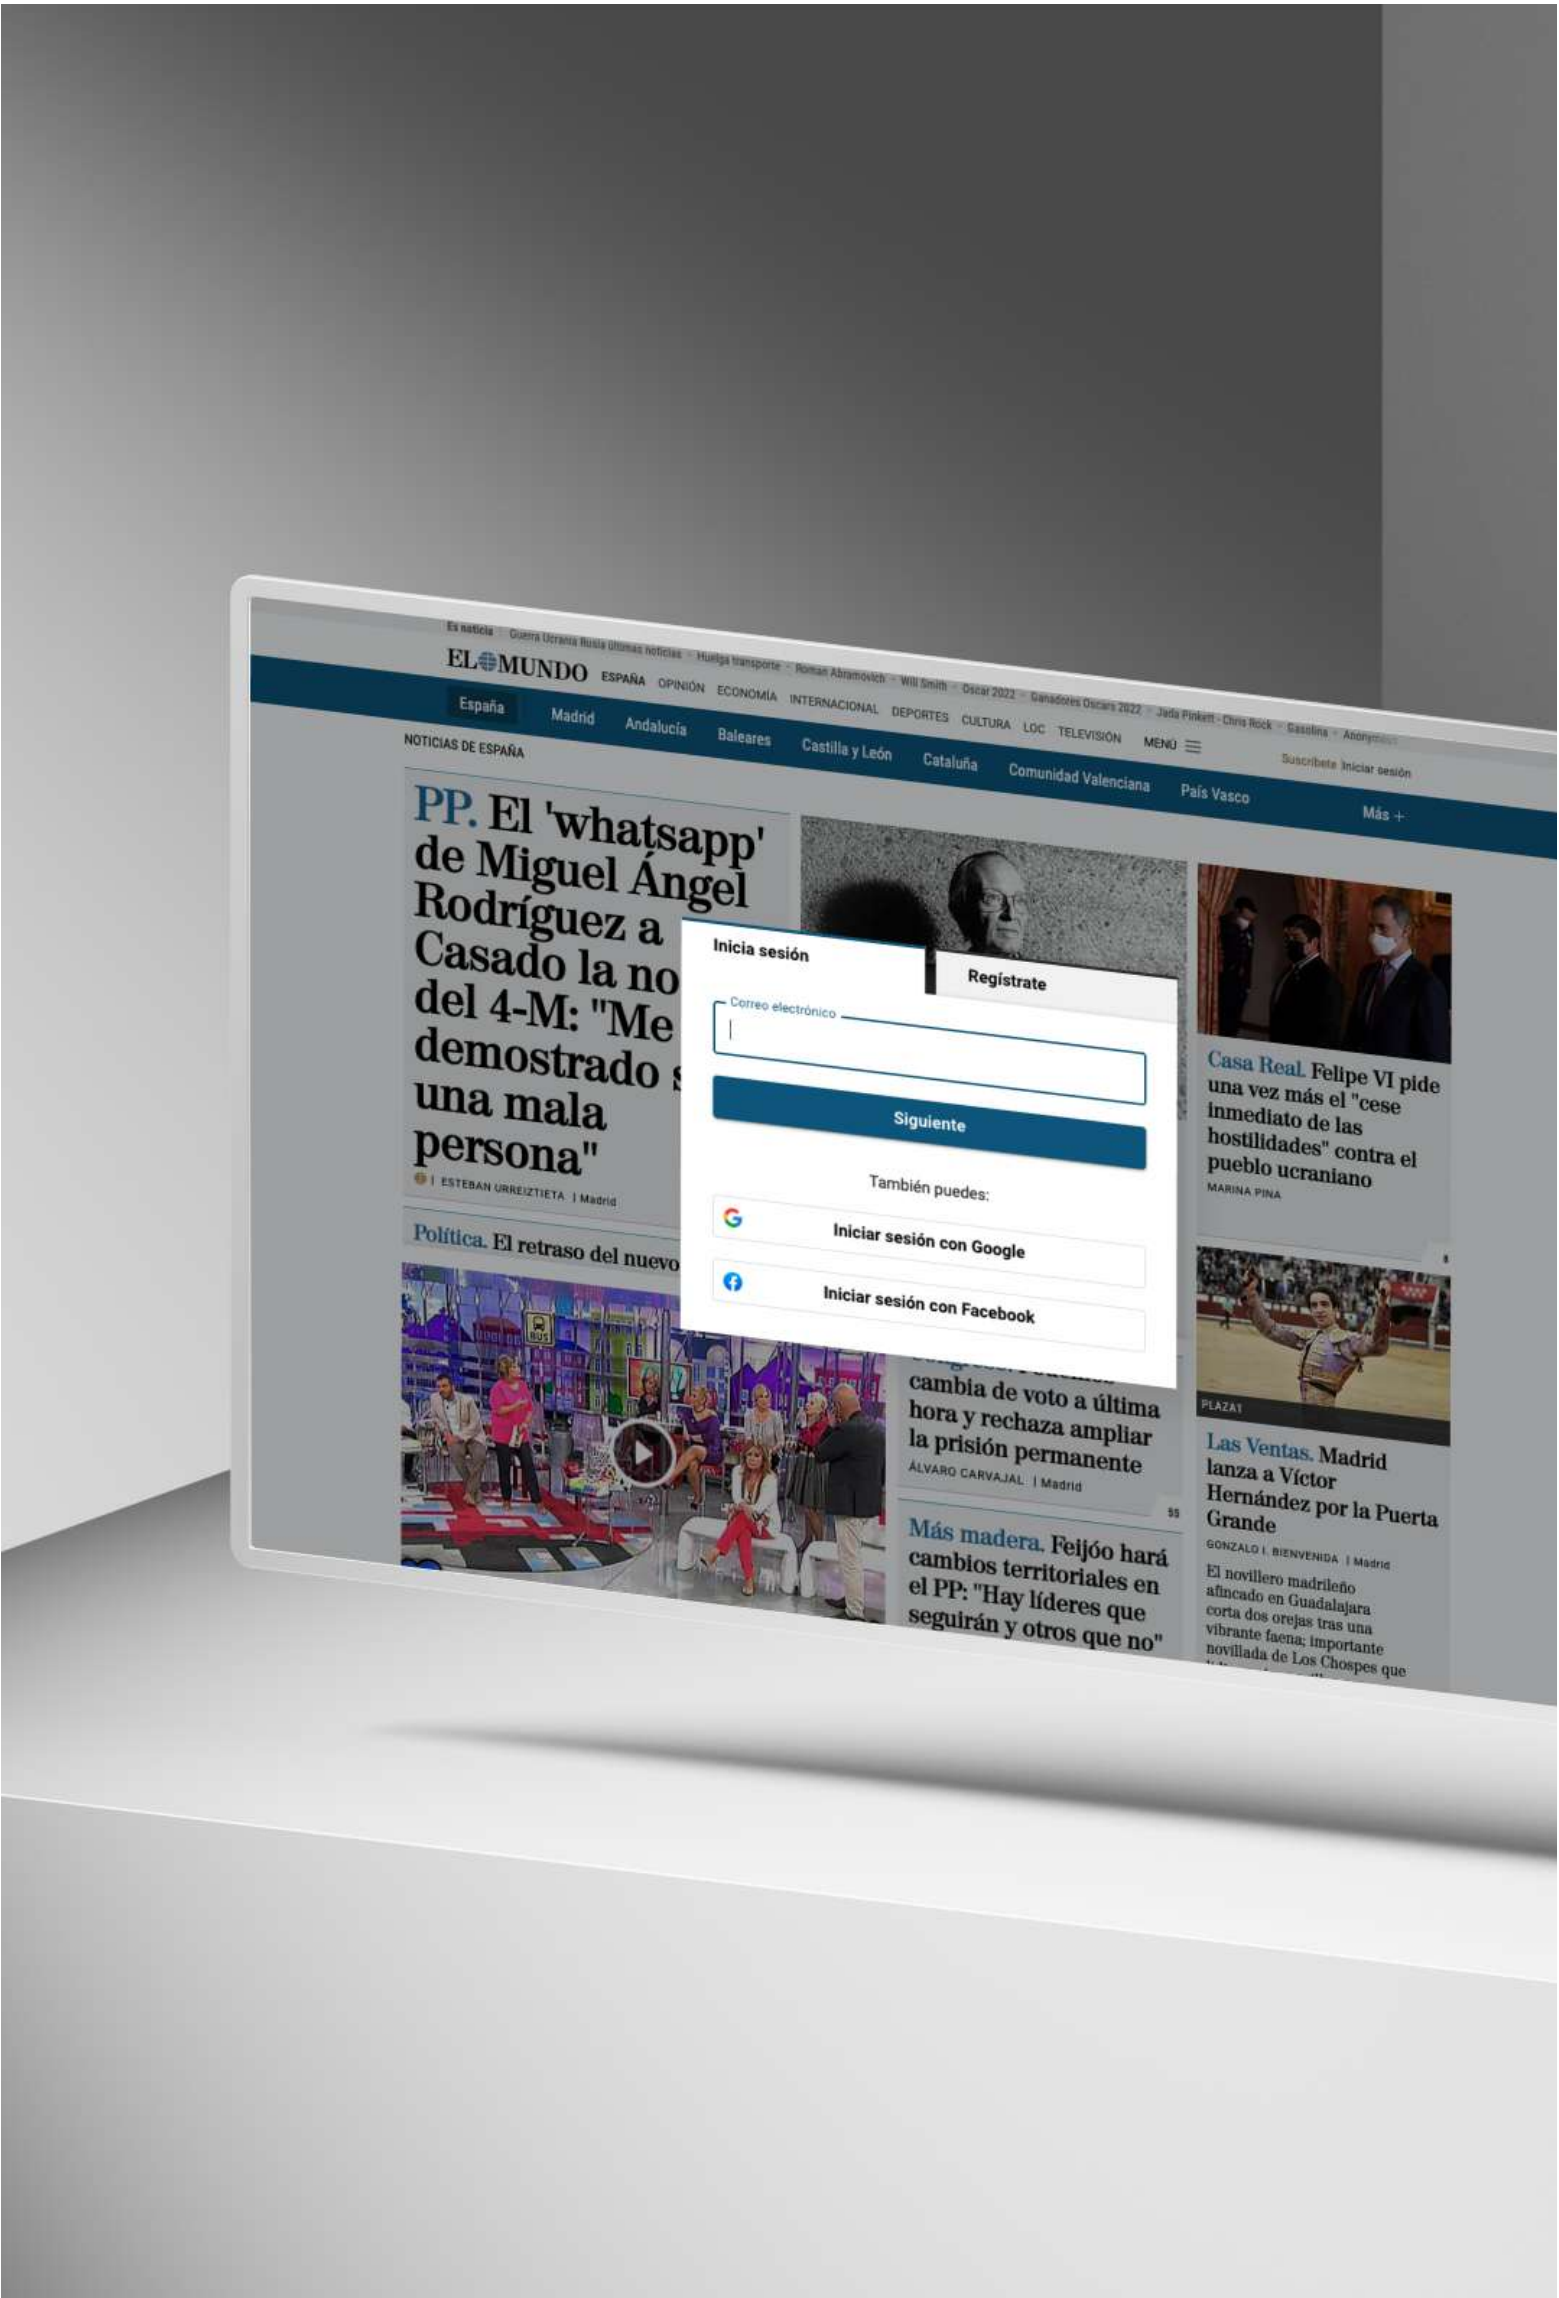 Es noticia Guerra Ucrania Rusia últimas noticias - Huelga transporte - Roman Abramovich - Will Smith - Oscar 2022 - Ganadores Oscars 2022 - Jada Pinkett - Chris Rock - Gasolina - Anonymous
EL MUNDO ESPAÑA OPINIÓN ECONOMÍA INTERNACIONAL DEPORTES CULTURA LOC TELEVISIÓN MENÚ
Suscríbete Iniciar sesión
España Madrid Andalucía Baleares Castilla y León Cataluña Comunidad Valenciana País Vasco Más +
NOTICIAS DE ESPAÑA
PP. El 'whatsapp'
de Miguel Ángel
Rodríguez a
Casado la no
del 4-M: "Me
demostrado s
una mala
persona"
| ESTEBAN URREIZTIETA | Madrid
Política. El retraso del nuevo
BUS
Inicia sesión
Regístrate
Correo electrónico
Siguiente
También puedes:
Iniciar sesión con Google
Iniciar sesión con Facebook
cambia de voto a última
hora y rechaza ampliar
la prisión permanente
ÁLVARO CARVAJAL | Madrid
55
Más madera. Feijóo hará
cambios territoriales en
el PP: "Hay líderes que
seguirán y otros que no"
Casa Real. Felipe VI pide
una vez más el "cese
inmediato de las
hostilidades" contra el
pueblo ucraniano
MARINA PINA
PLAZA1
Las Ventas. Madrid
lanza a Víctor
Hernández por la Puerta
Grande
GONZALO I. BIENVENIDA | Madrid
El novillero madrileño
afincado en Guadalajara
corta dos orejas tras una
vibrante faena; importante
novillada de Los Chospes que